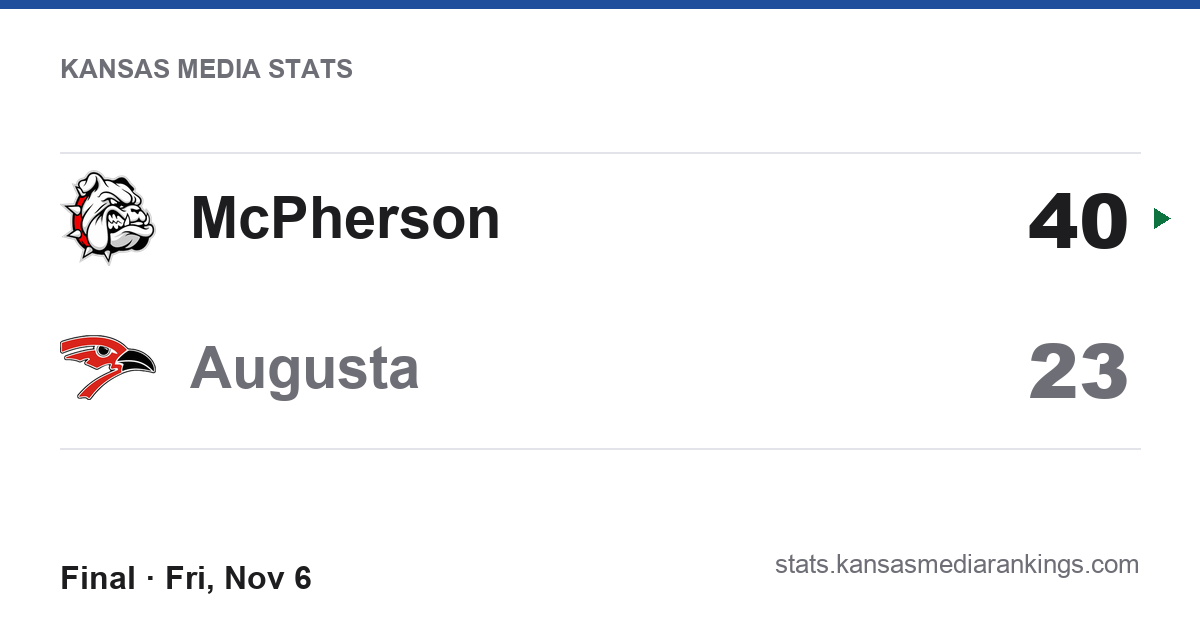 KANSAS MEDIA STATS
McPherson 40
Augusta 23
Final · Fri, Nov 6
stats.kansasmediarankings.com